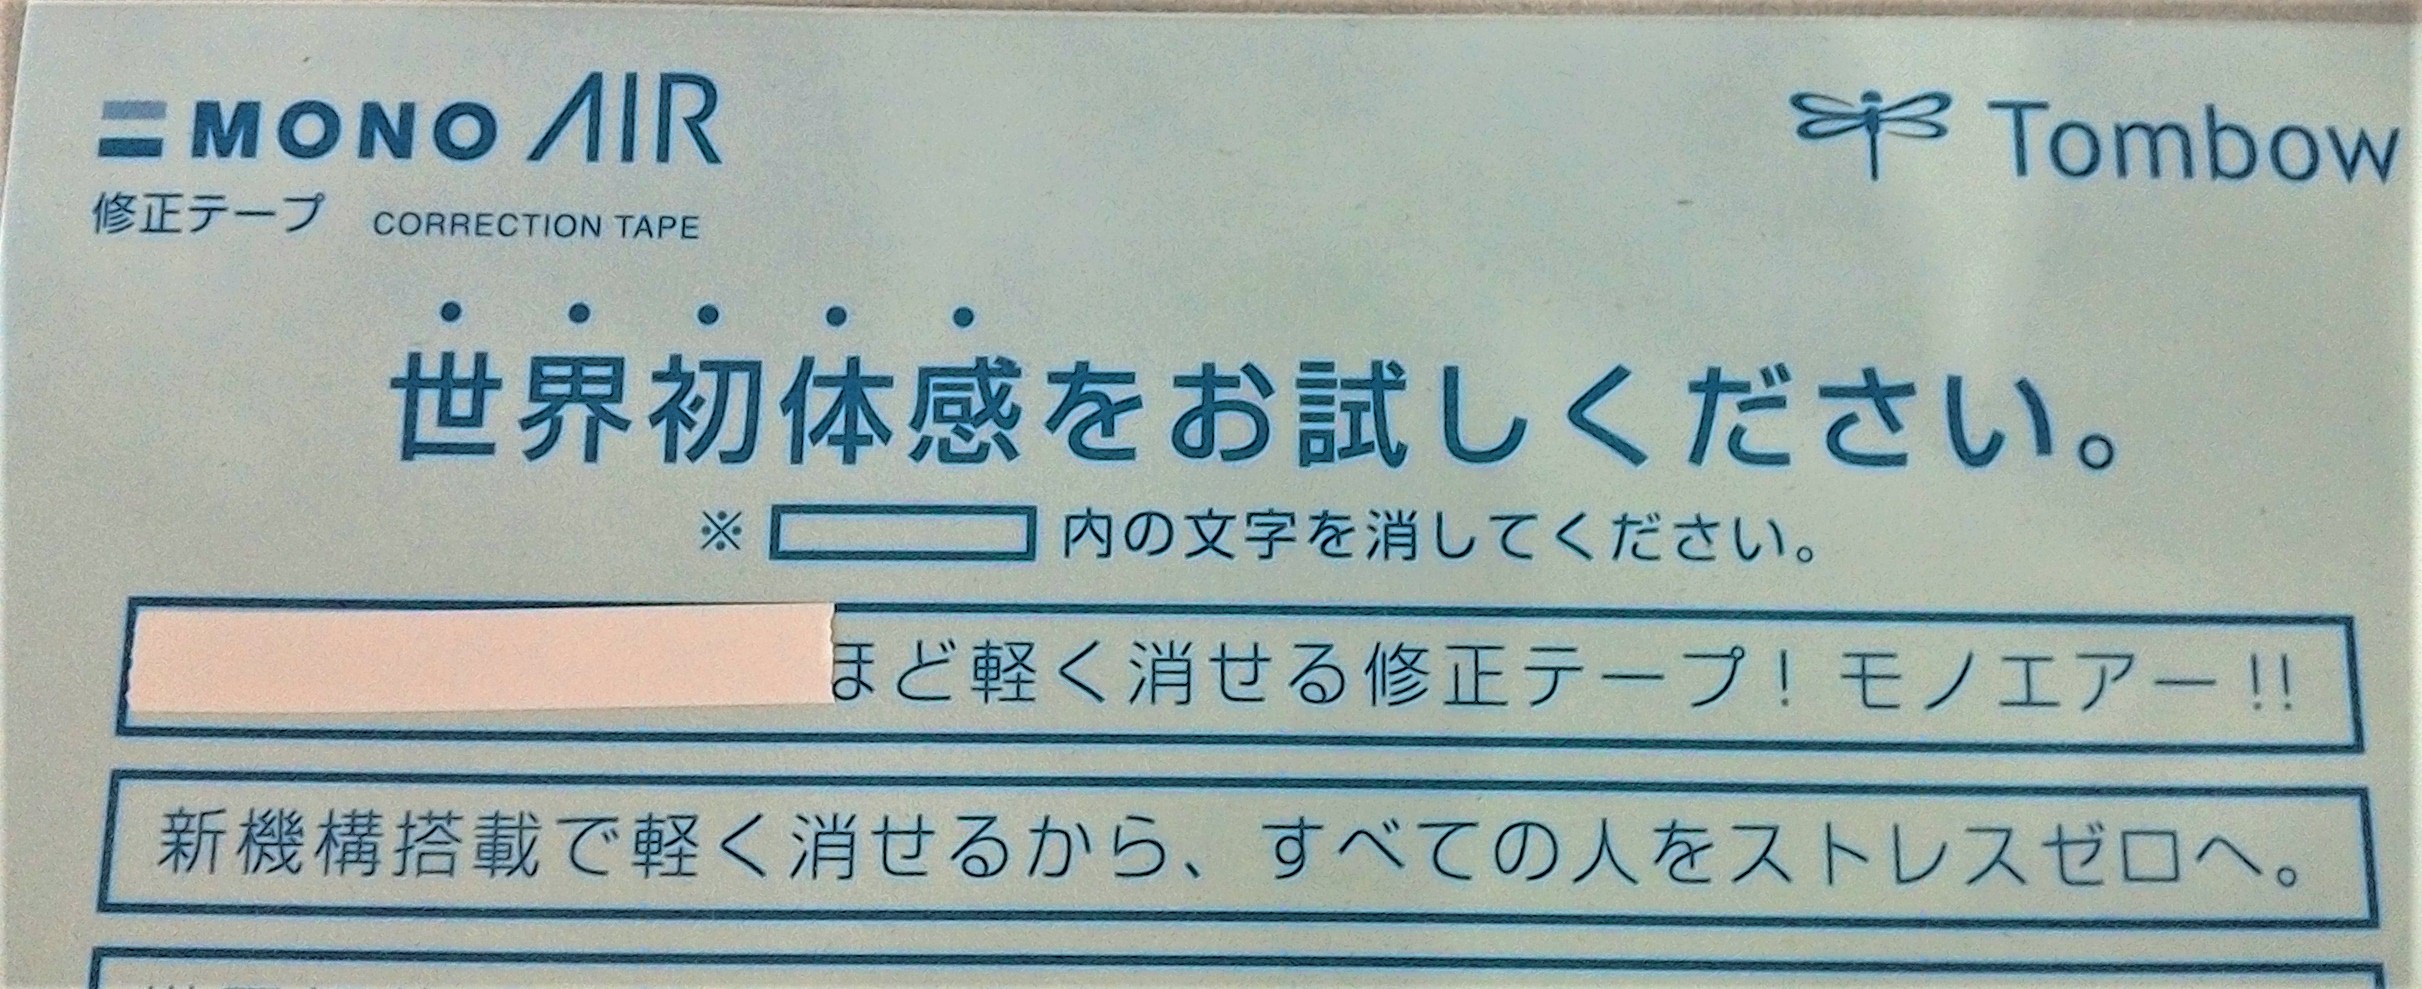 MONO AIR
Tombow
修正テープ CORRECTION TAPE
世界初体感をお試しください。
※ 内の文字を消してください。
ほど軽く消せる修正テープ! モノエアー!!
新機構搭載で軽く消せるから、すべての人をストレスゼロへ。